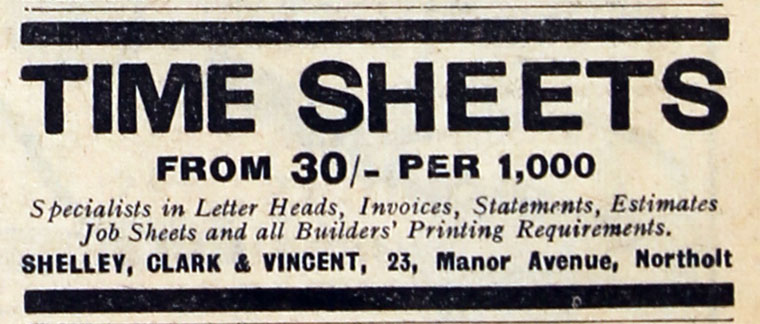 TIME SHEETS
FROM 30/- PER 1,000
Specialists in Letter Heads, Invoices, Statements, Estimates
Job Sheets and all Builders' Printing Requirements.
SHELLEY, CLARK & VINCENT, 23, Manor Avenue, Northolt